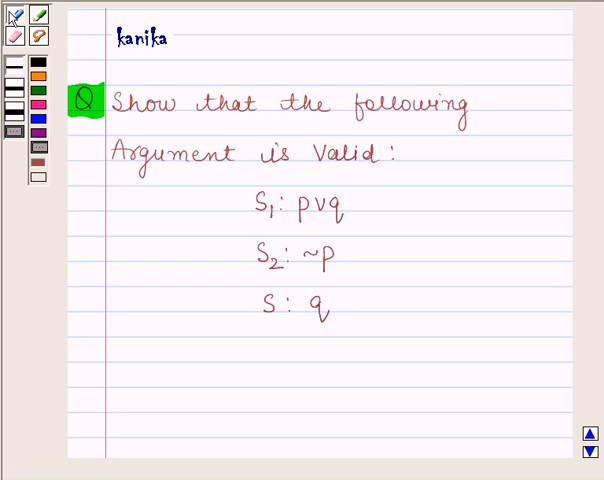 kanika
Q Show that the following
Argument is Valid:
S₁: p∨q
S₂: ~p
S: q